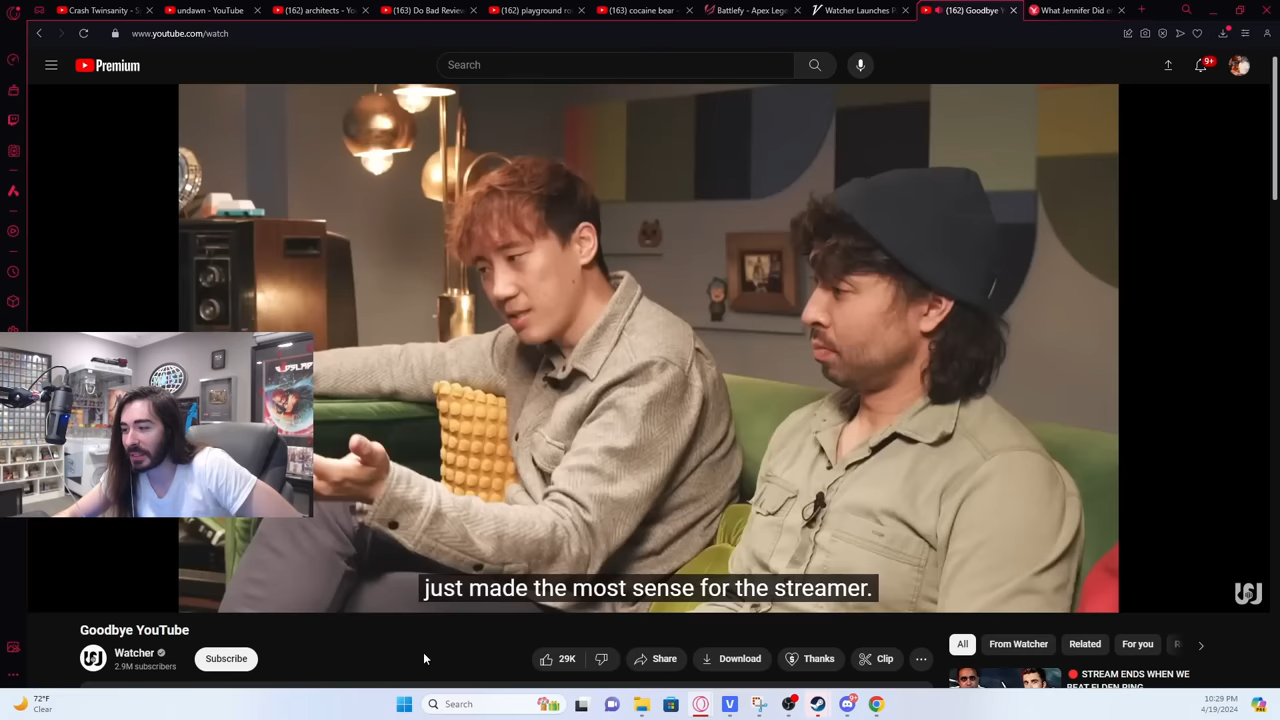 Crash Twinsanity - S
undawn - YouTube
(162) architects - Yo
(163) Do Bad Revie
(162) playground ro
(163) cocaine bear -
Battlefy - Apex Lege
Watcher Launches P
(162) Goodbye Y
What Jennifer Did e
www.youtube.com/watch
Premium
Search
9+
just made the most sense for the streamer.
Goodbye YouTube
Watcher
2.9M subscribers
Subscribe
29K
Share
Download
Thanks
Clip
All
From Watcher
Related
For you
STREAM ENDS WHEN WE
BEAT ELDEN RING
72°F
Clear
Search
10:29 PM
4/19/2024